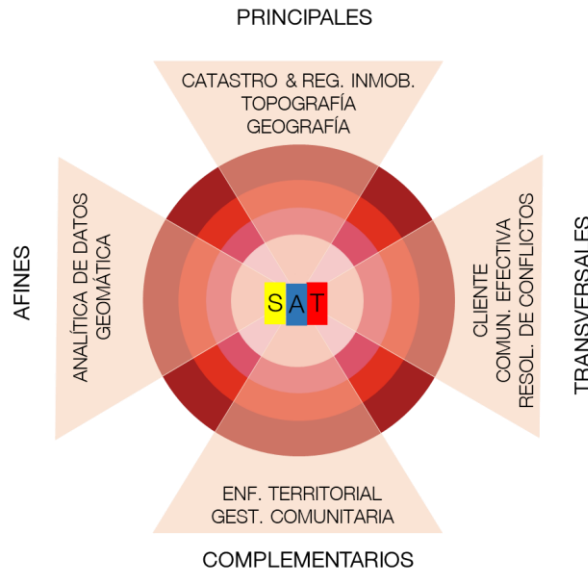 PRINCIPALES
CATASTRO & REG. INMOB.
TOPOGRAFÍA
GEOGRAFÍA
AFINES
ANALÍTICA DE DATOS
GEOMÁTICA
SAT
CLIENTE
COMUN. EFECTIVA
RESOL. DE CONFLICTOS
TRANSVERSALES
ENF. TERRITORIAL
GEST. COMUNITARIA
COMPLEMENTARIOS